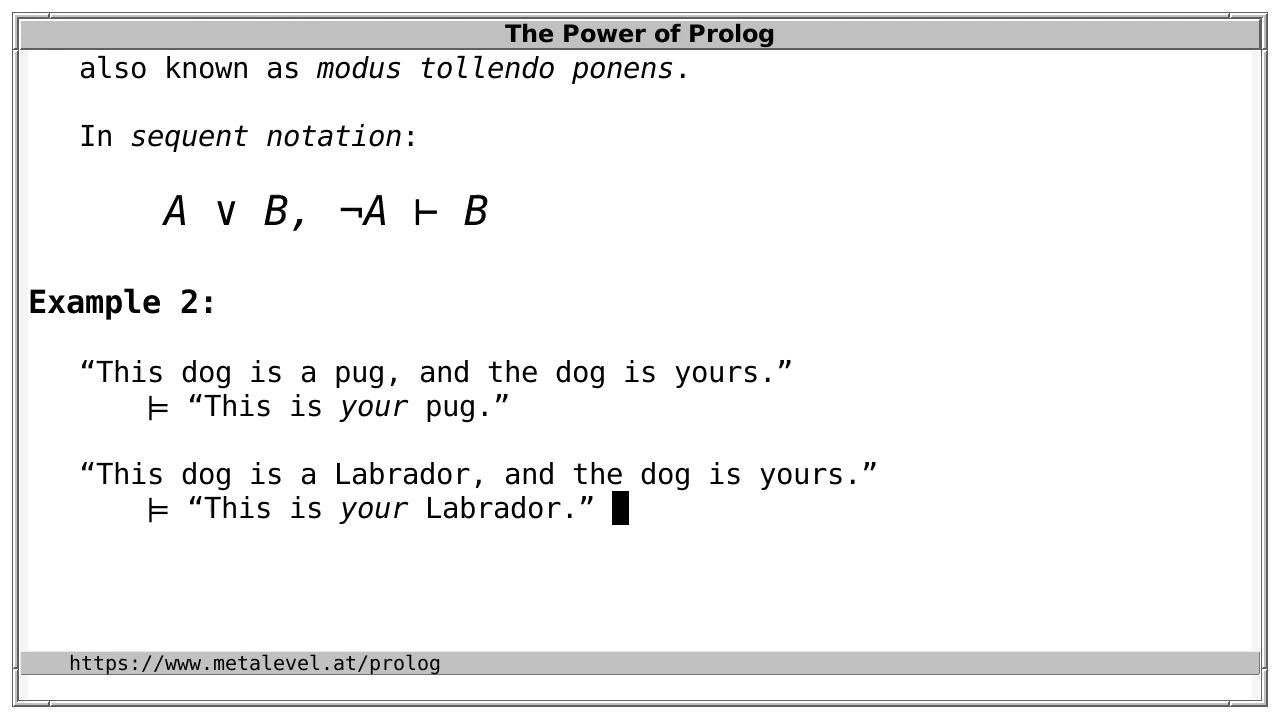 The Power of Prolog
also known as modus tollendo ponens.
In sequent notation:
A ∨ B, ¬A ⊢ B
Example 2:
“This dog is a pug, and the dog is yours.”
⊨ “This is your pug.”
“This dog is a Labrador, and the dog is yours.”
⊨ “This is your Labrador.”
https://www.metalevel.at/prolog